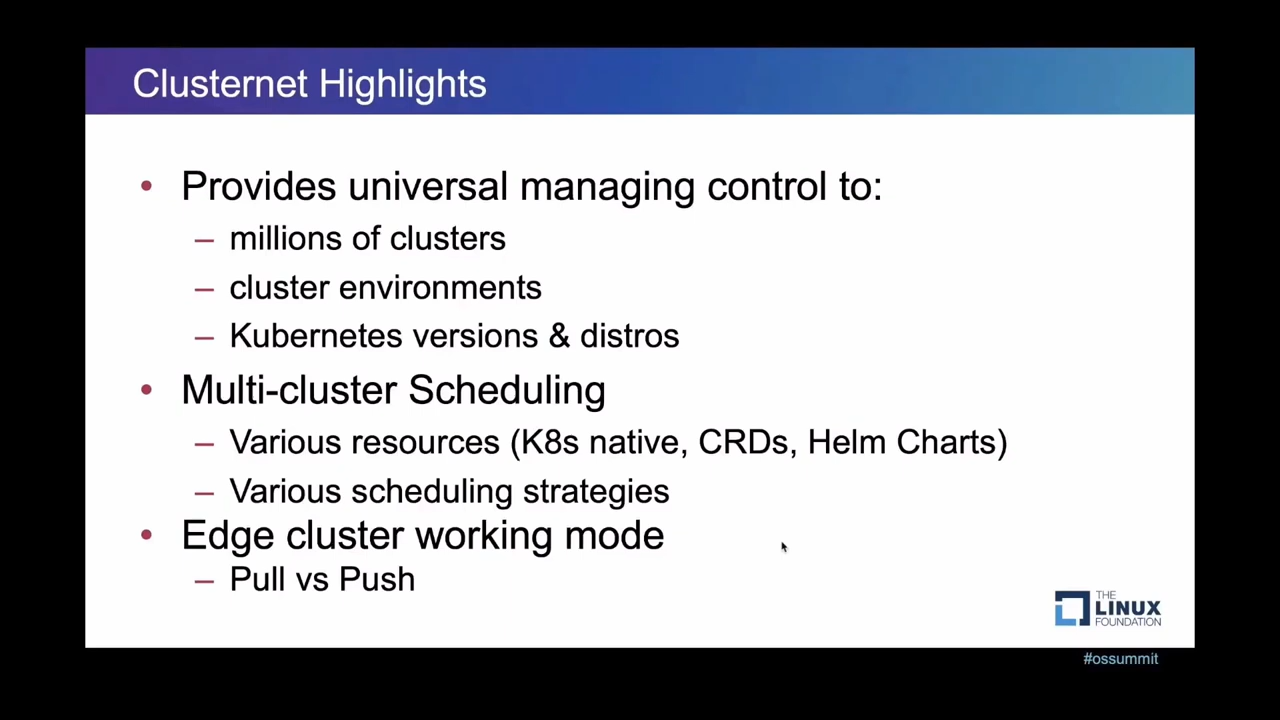 Clusternet Highlights
• Provides universal managing control to:
– millions of clusters
– cluster environments
– Kubernetes versions & distros
• Multi-cluster Scheduling
– Various resources (K8s native, CRDs, Helm Charts)
– Various scheduling strategies
• Edge cluster working mode
– Pull vs Push
THE
LINUX
FOUNDATION
#ossummit